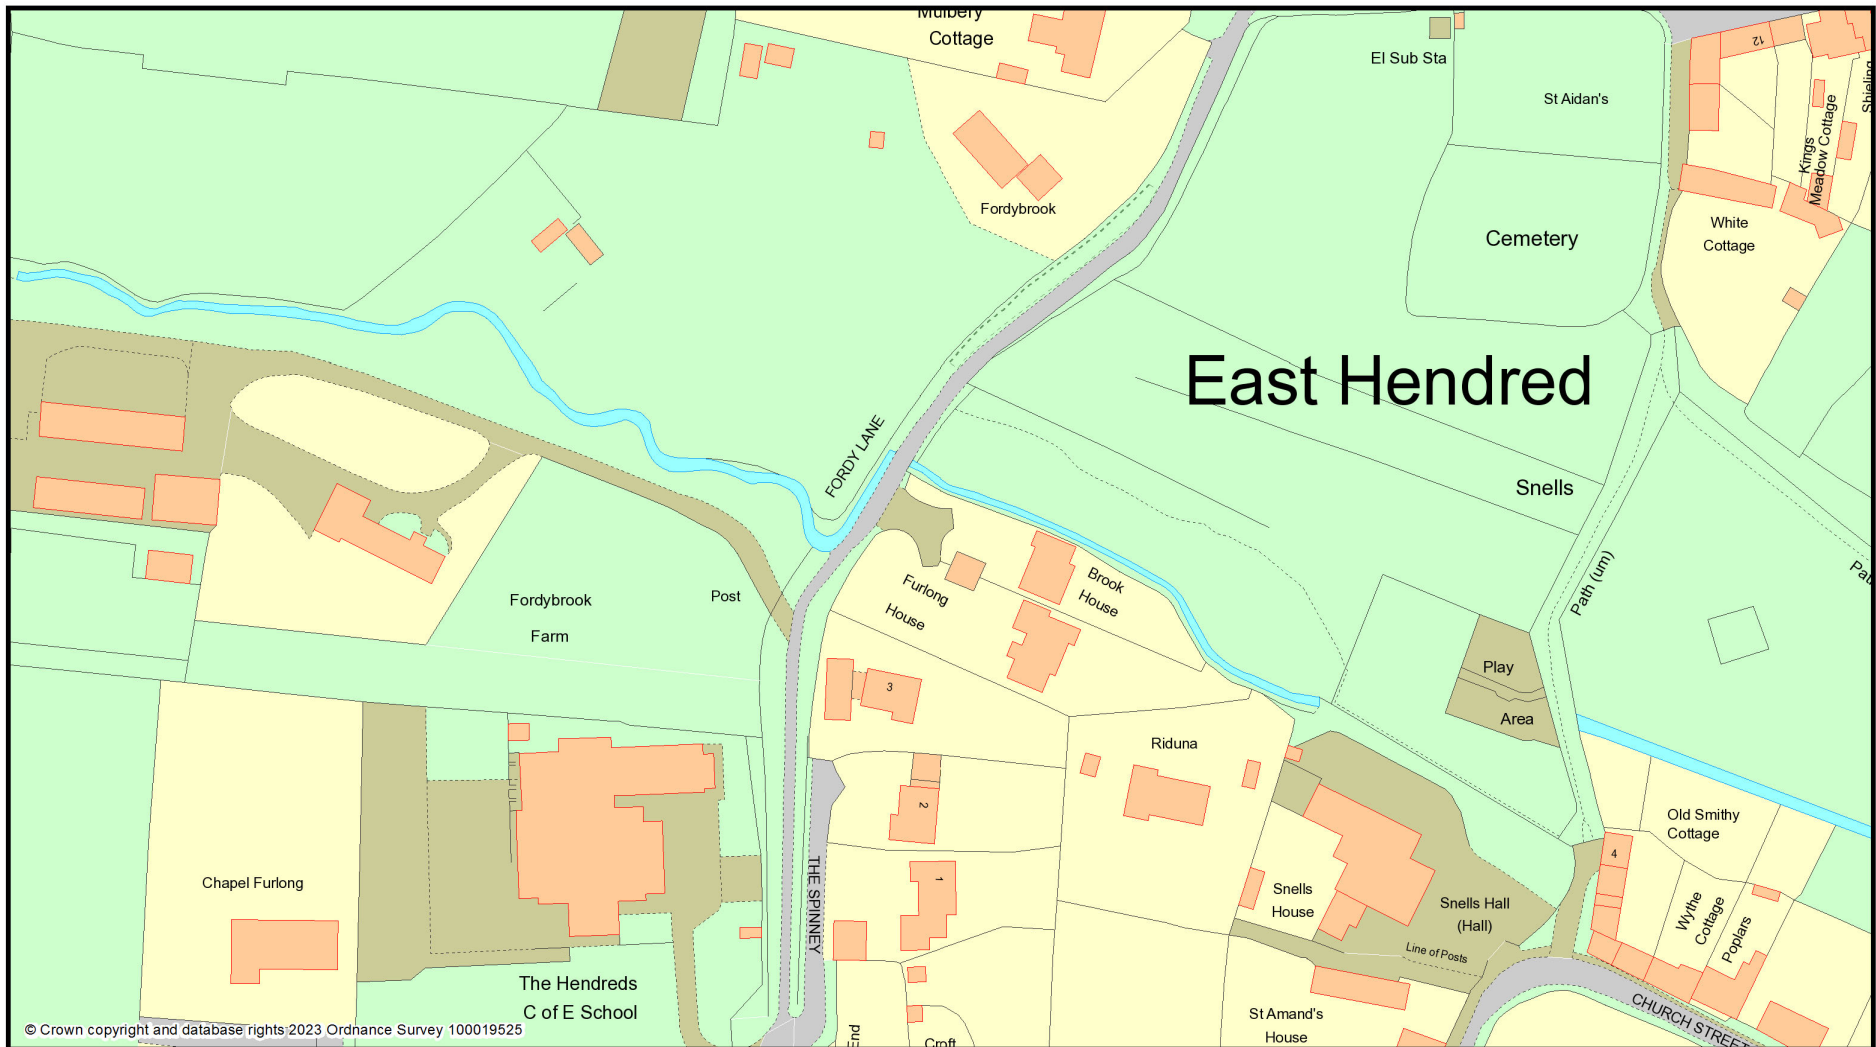 Mulbery
Cottage
El Sub Sta
12
St Aidan's
Shieling
Kings
Meadow Cottage
Fordybrook
White
Cottage
Cemetery
East Hendred
FORDY LANE
Snells
Path (um)
Fordybrook
Farm
Post
Furlong
House
Brook
House
Play
Area
3
Riduna
2
Old Smithy
Cottage
4
THE SPINNEY
1
Chapel Furlong
Snells
House
Snells Hall
(Hall)
Wythe
Cottage
Poplars
Line of Posts
The Hendreds
C of E School
St Amand's
House
CHURCH STREET
End
Croft
© Crown copyright and database rights 2023 Ordnance Survey 100019525